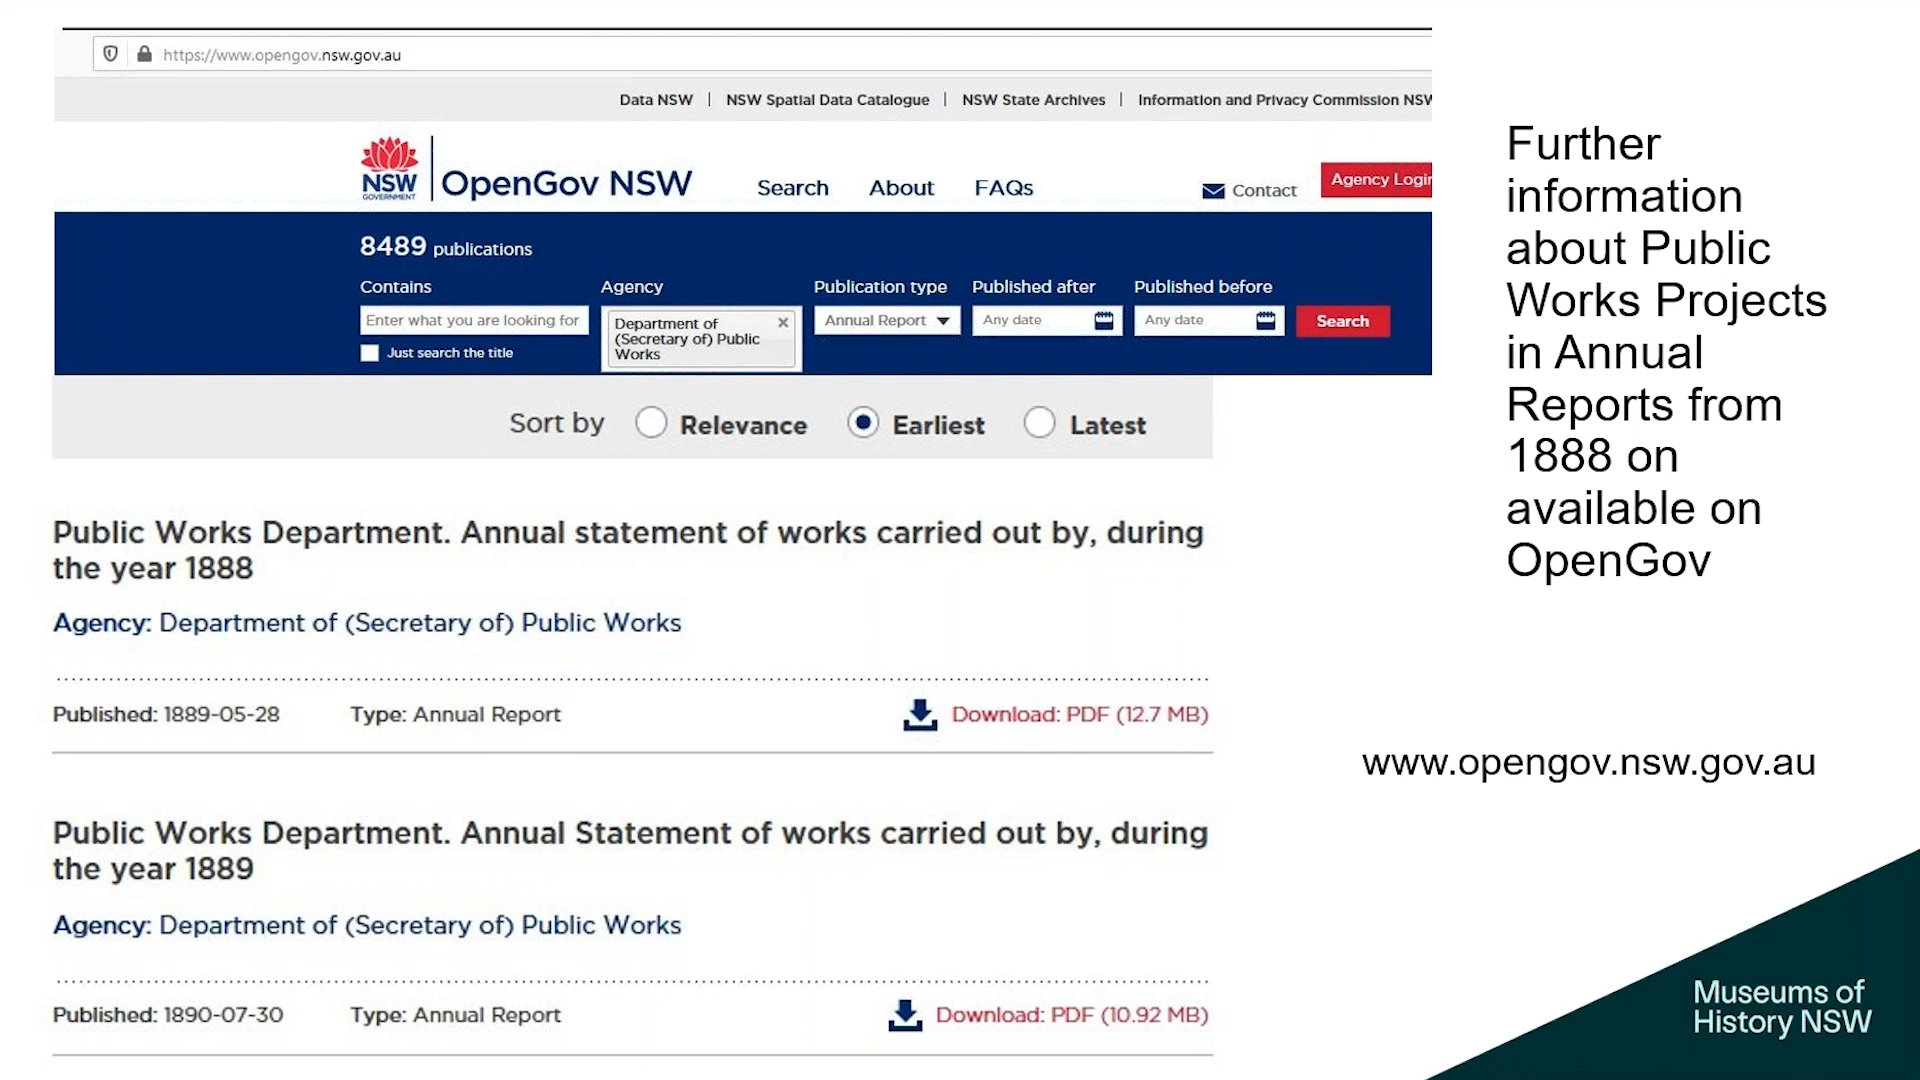 https://www.opengov.nsw.gov.au
Data NSW | NSW Spatial Data Catalogue | NSW State Archives | Information and Privacy Commission NSW
NSW
GOVERNMENT
OpenGov NSW
Search About FAQs Contact Agency Login
8489 publications
Contains Agency Publication type Published after Published before
Enter what you are looking for
Department of
(Secretary of) Public
Works
Annual Report Any date Any date Search
Just search the title
Sort by Relevance Earliest Latest
Public Works Department. Annual statement of works carried out by, during
the year 1888
Agency: Department of (Secretary of) Public Works
Published: 1889-05-28 Type: Annual Report Download: PDF (12.7 MB)
Public Works Department. Annual Statement of works carried out by, during
the year 1889
Agency: Department of (Secretary of) Public Works
Published: 1890-07-30 Type: Annual Report Download: PDF (10.92 MB)
Further
information
about Public
Works Projects
in Annual
Reports from
1888 on
available on
OpenGov
www.opengov.nsw.gov.au
Museums of
History NSW